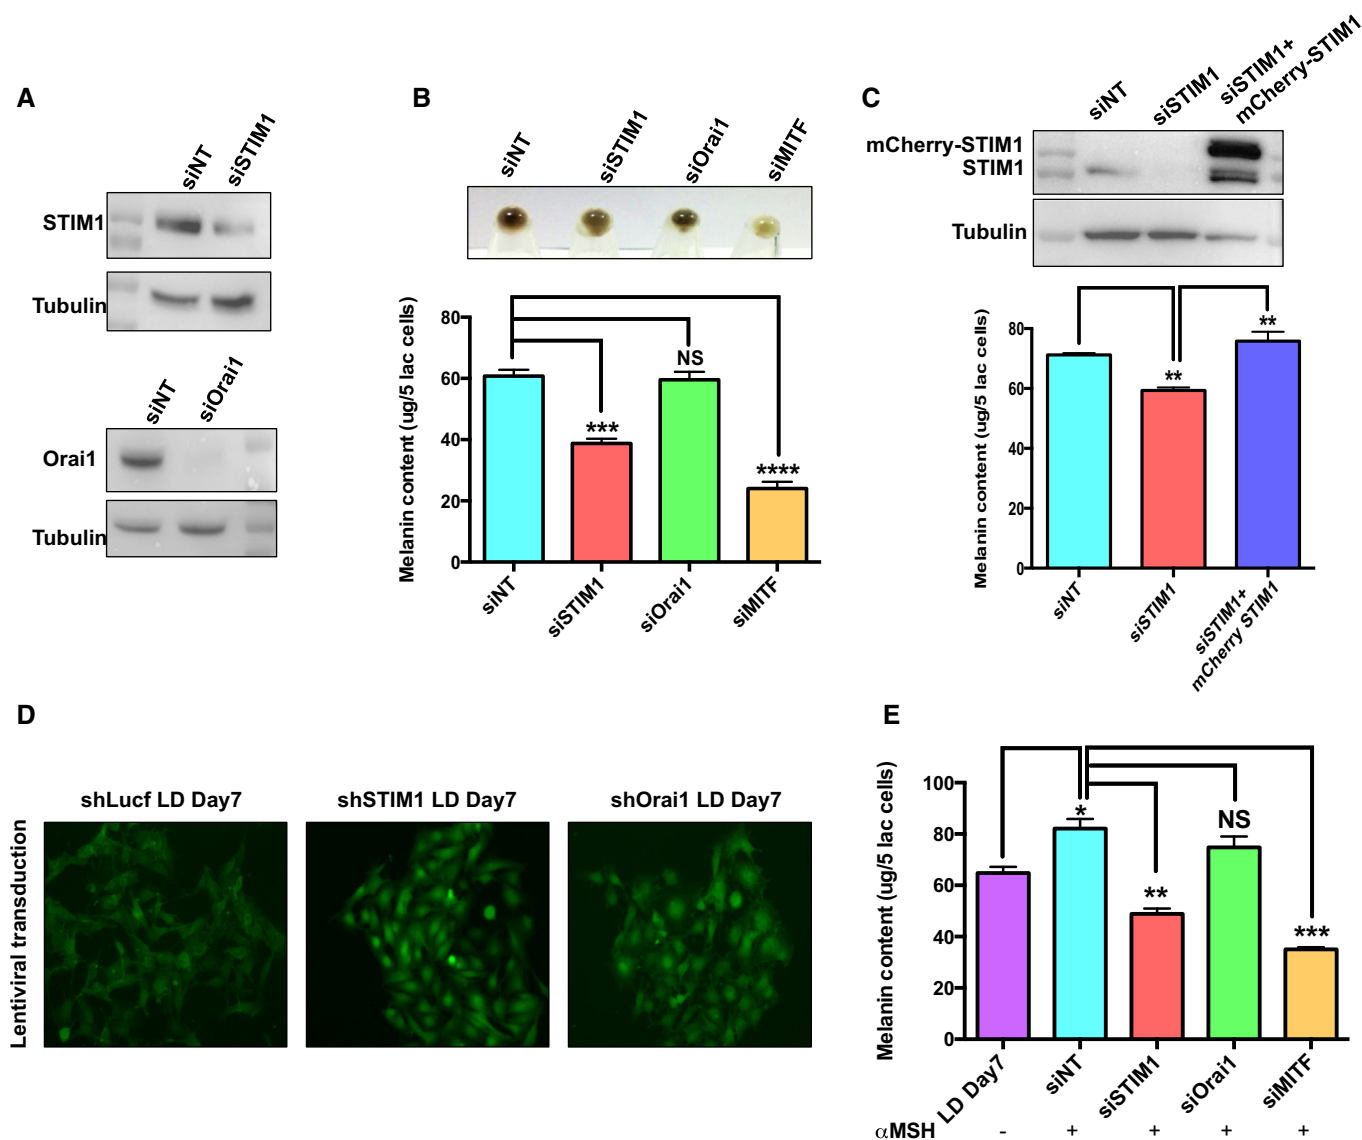 A
siNT
siSTIM1
STIM1
Tubulin
siNT
siOrai1
Orai1
Tubulin
B
siNT
siSTIM1
siOrai1
siMITF
Melanin content (ug/5 lac cells)
80
60
40
20
0
***
NS
****
siNT
siSTIM1
siOrai1
siMITF
C
siNT
siSTIM1
siSTIM1+
mCherry-STIM1
mCherry-STIM1
STIM1
Tubulin
Melanin content (ug/5 lac cells)
80
60
40
20
0
**
**
siNT
siSTIM1
siSTIM1+
mCherry STIM1
D
Lentiviral transduction
shLucf LD Day7
shSTIM1 LD Day7
shOrai1 LD Day7
E
Melanin content (ug/5 lac cells)
100
80
60
40
20
0
*
**
NS
***
LD Day7
siNT
siSTIM1
siOrai1
siMITF
αMSH - + + + +